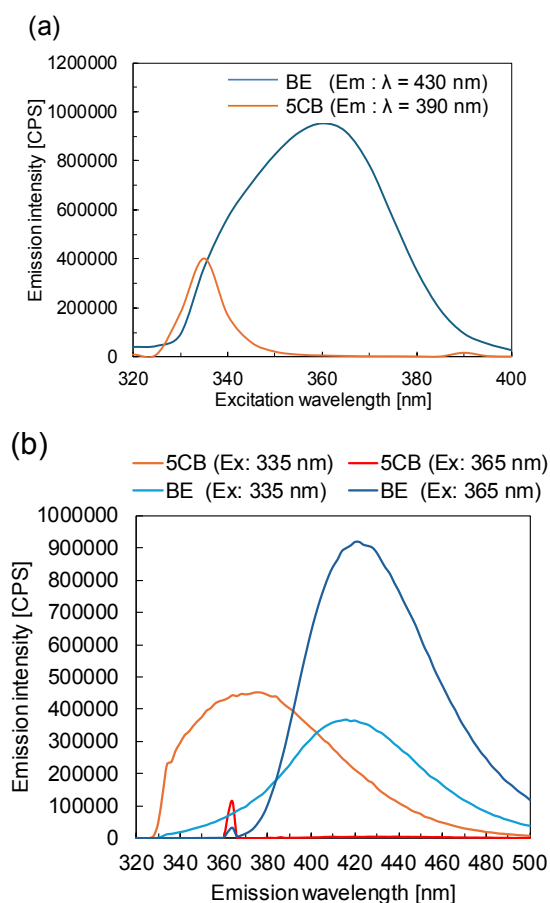 (a)
1200000
BE (Em : λ = 430 nm)
5CB (Em : λ = 390 nm)
1000000
800000
600000
400000
200000
0
320 340 360 380 400
Emission intensity [CPS]
Excitation wavelength [nm]
(b)
5CB (Ex: 335 nm) 5CB (Ex: 365 nm)
BE (Ex: 335 nm) BE (Ex: 365 nm)
1000000
900000
800000
700000
600000
500000
400000
300000
200000
100000
0
320 340 360 380 400 420 440 460 480 500
Emission intensity [CPS]
Emission wavelength [nm]